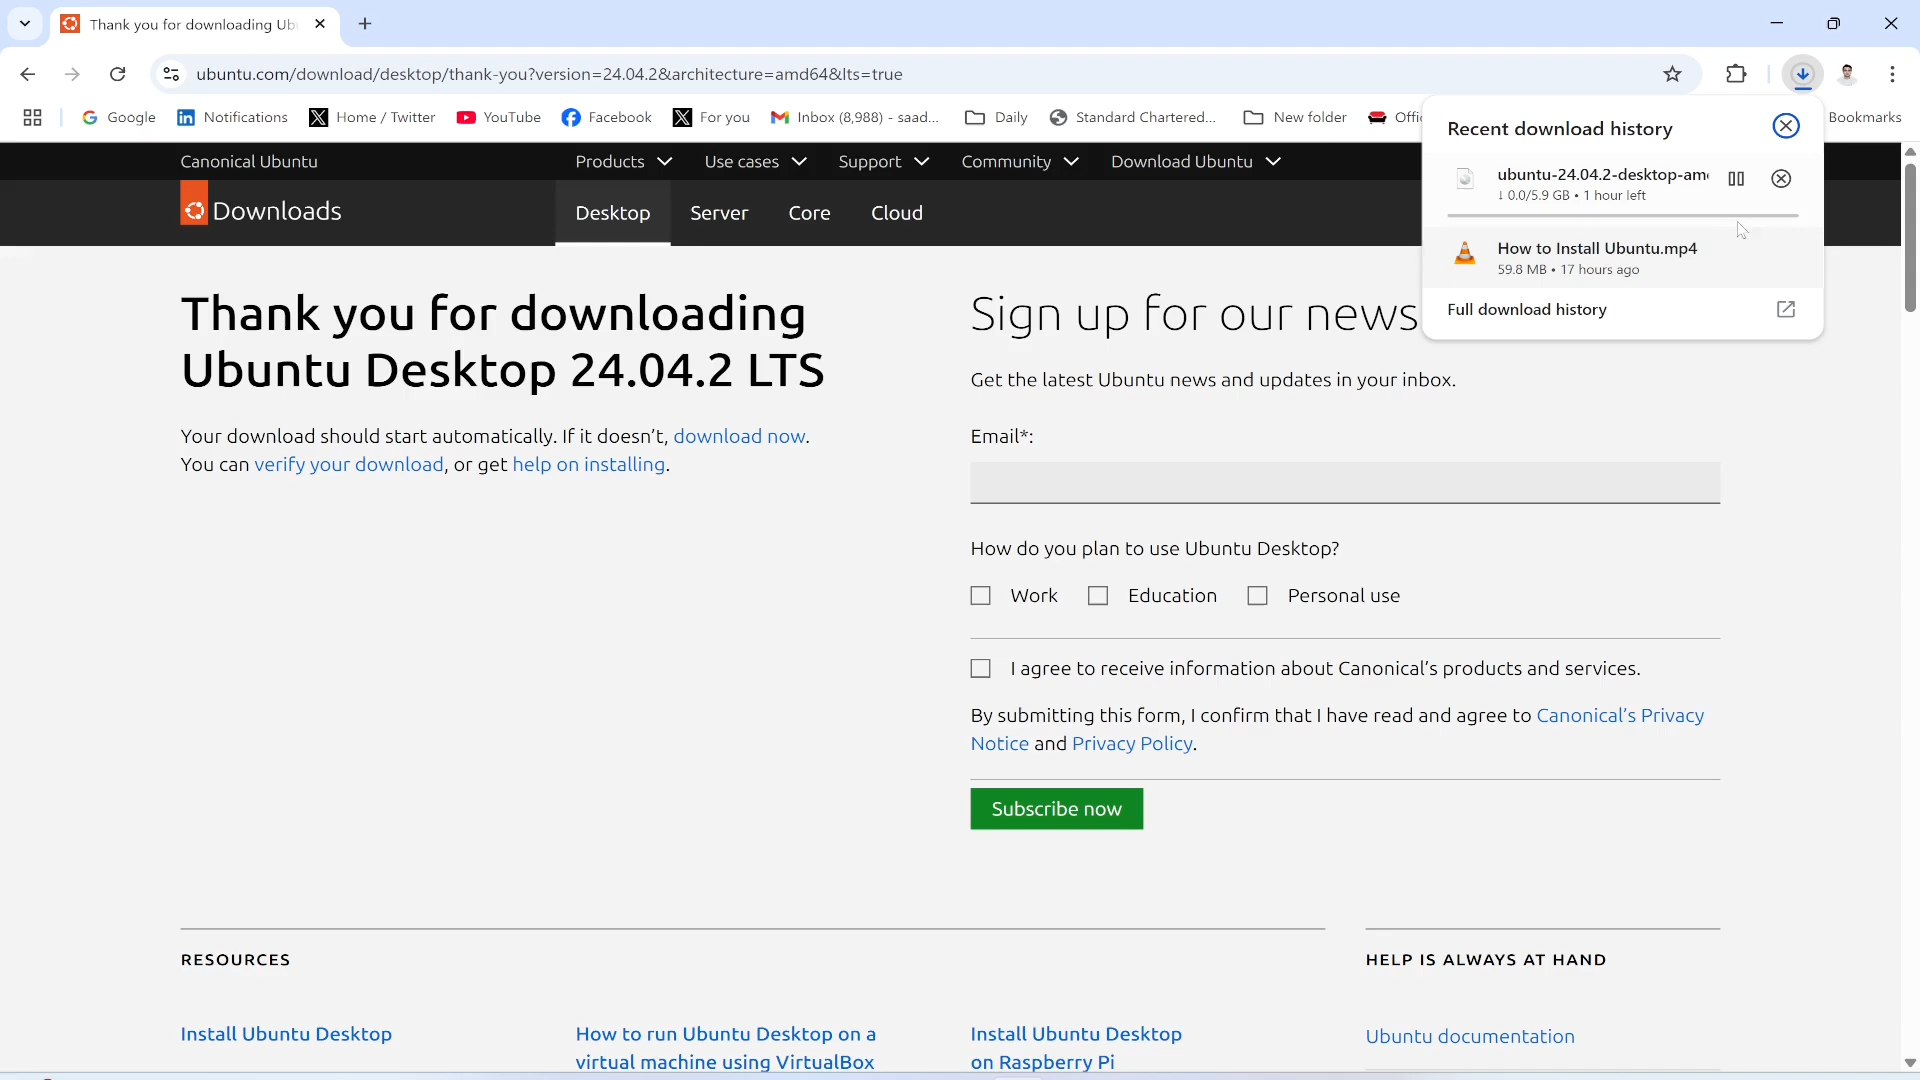 Thank you for downloading Ub
ubuntu.com/download/desktop/thank-you?version=24.04.2&architecture=amd64&lts=true
Google
Notifications
Home / Twitter
YouTube
Facebook
For you
Inbox (8,988) - saad...
Daily
Standard Chartered...
New folder
Offi
Bookmarks
Recent download history
ubuntu-24.04.2-desktop-am
↓ 0.0/5.9 GB • 1 hour left
How to Install Ubuntu.mp4
59.8 MB • 17 hours ago
Full download history
Canonical Ubuntu
Products
Use cases
Support
Community
Download Ubuntu
Downloads
Desktop
Server
Core
Cloud
Thank you for downloading
Ubuntu Desktop 24.04.2 LTS
Your download should start automatically. If it doesn’t, download now.
You can verify your download, or get help on installing.
Sign up for our news
Get the latest Ubuntu news and updates in your inbox.
Email*:
How do you plan to use Ubuntu Desktop?
Work
Education
Personal use
I agree to receive information about Canonical’s products and services.
By submitting this form, I confirm that I have read and agree to Canonical’s Privacy
Notice and Privacy Policy.
Subscribe now
RESOURCES
HELP IS ALWAYS AT HAND
Install Ubuntu Desktop
How to run Ubuntu Desktop on a
virtual machine using VirtualBox
Install Ubuntu Desktop
on Raspberry Pi
Ubuntu documentation